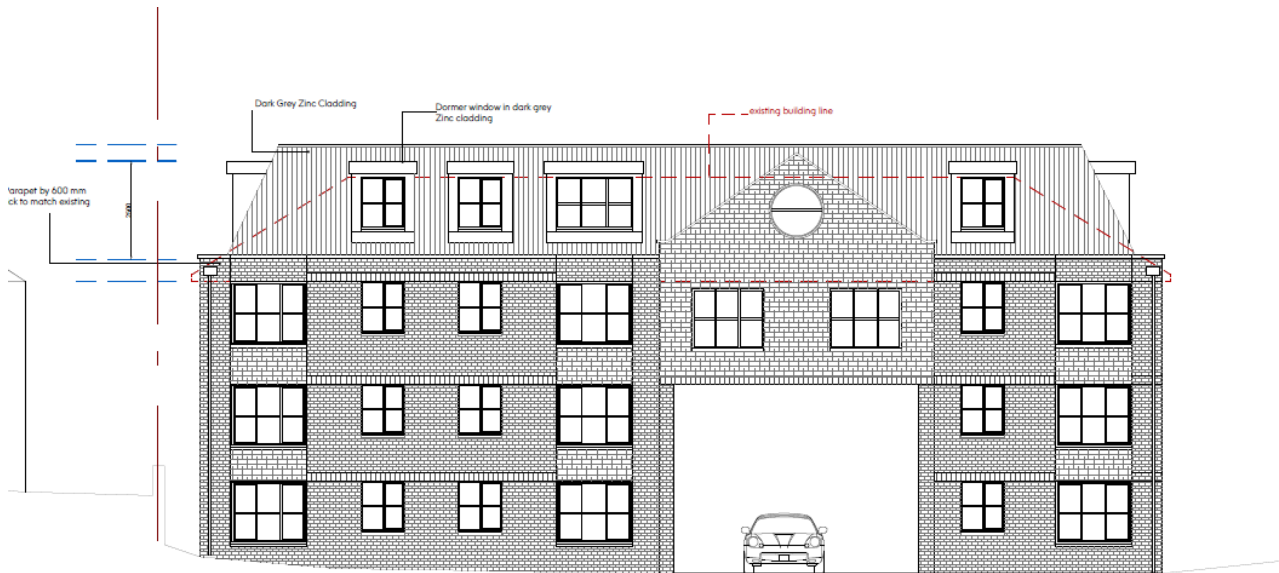 Dark Grey Zinc Cladding
Dormer window in dark grey
Zinc cladding
existing building line
arapet by 600 mm
ck to match existing